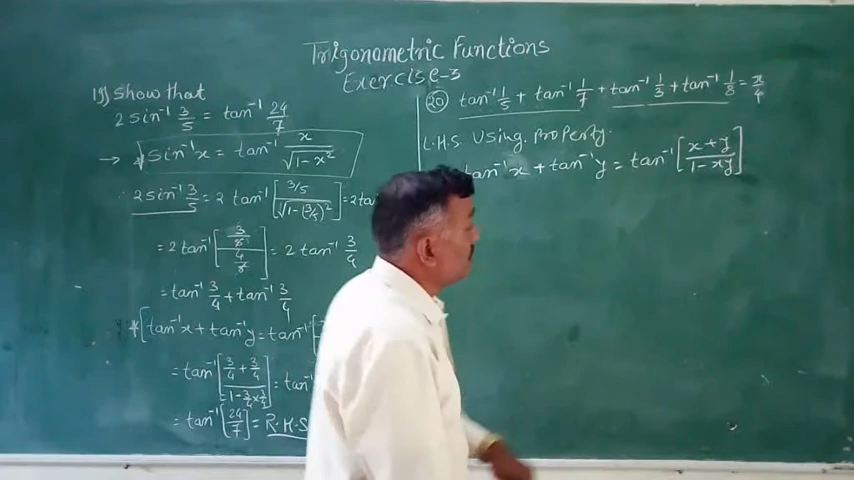 Trigonometric Functions
Exercise-3
19) Show that
2 sin⁻¹ 3/5 = tan⁻¹ 24/7
→ * sin⁻¹x = tan⁻¹ x/√(1-x²)
2 sin⁻¹ 3/5 = 2 tan⁻¹ [(3/5)/√(1-(3/5)²)] = 2 tan
= 2 tan⁻¹ [(3/5)/(4/5)] = 2 tan⁻¹ 3/4
= tan⁻¹ 3/4 + tan⁻¹ 3/4
* [tan⁻¹x + tan⁻¹y = tan⁻¹ [
= tan⁻¹ [(3/4 + 3/4)/(1 - 3/4 × 3/4)] = tan
= tan⁻¹ [24/7] = R.H.S
20) tan⁻¹ 1/5 + tan⁻¹ 1/7 + tan⁻¹ 1/3 + tan⁻¹ 1/8 = π/4
L.H.S Using Property.
tan⁻¹x + tan⁻¹y = tan⁻¹ [(x+y)/(1-xy)]